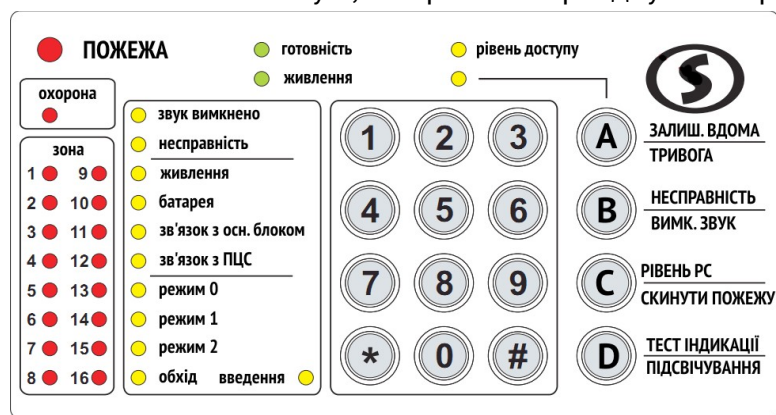 ПОЖЕЖА
готовність
рівень доступу
живлення
охорона
звук вимкнено
несправність
живлення
батарея
зв'язок з осн. блоком
зв'язок з ПЦС
режим 0
режим 1
режим 2
обхід введення
зона
1 9
2 10
3 11
4 12
5 13
6 14
7 15
8 16
1 2 3
4 5 6
7 8 9
* 0 #
A ЗАЛИШ. ВДОМА
ТРИВОГА
B НЕСПРАВНІСТЬ
ВИМК. ЗВУК
C РІВЕНЬ РС
СКИНУТИ ПОЖЕЖУ
D ТЕСТ ІНДИКАЦІЇ
ПІДСВІЧУВАННЯ
S